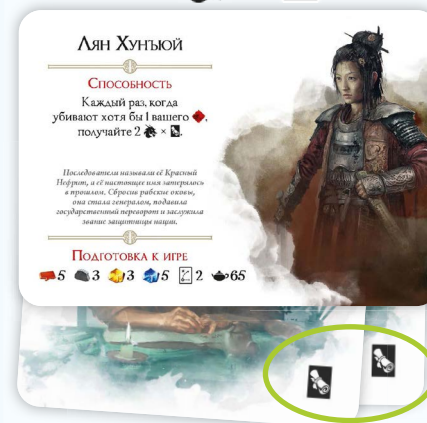 Лян Хунъюй
Способность
Каждый раз, когда
убивают хотя бы 1 вашего ,
получайте 2 × .
Последователи называли её Красный
Нефрит, а её настоящее имя затерялось
в прошлом. Сбросив рабские оковы,
она стала генералом, подавила
государственный переворот и заслужила
звание защитницы нации.
Подготовка к игре
5 3 3 5 2 65